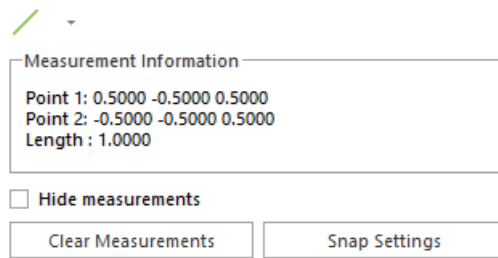 Measurement Information
Point 1: 0.5000 -0.5000 0.5000
Point 2: -0.5000 -0.5000 0.5000
Length : 1.0000
Hide measurements
Clear Measurements
Snap Settings